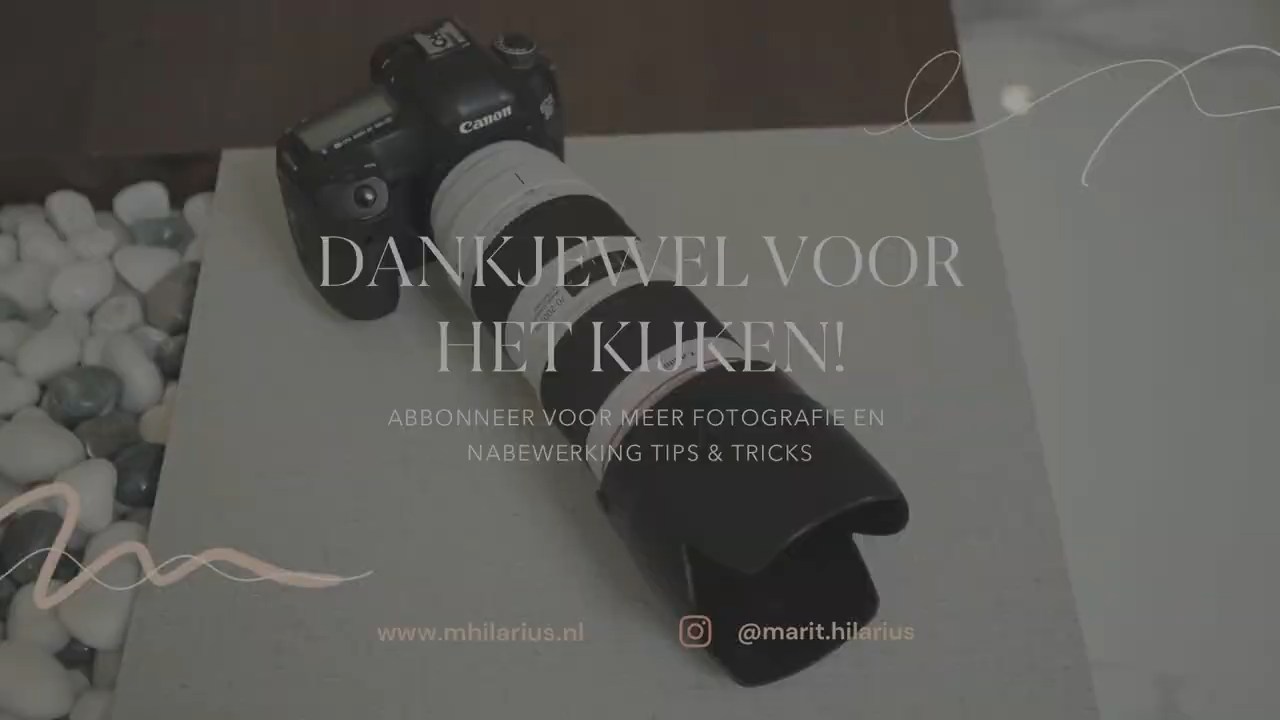 Canon
DANKJEWEL VOOR
HET KIJKEN!
ABBONNEER VOOR MEER FOTOGRAFIE EN
NABEWERKING TIPS & TRICKS
www.mhilarius.nl
@marit.hilarius